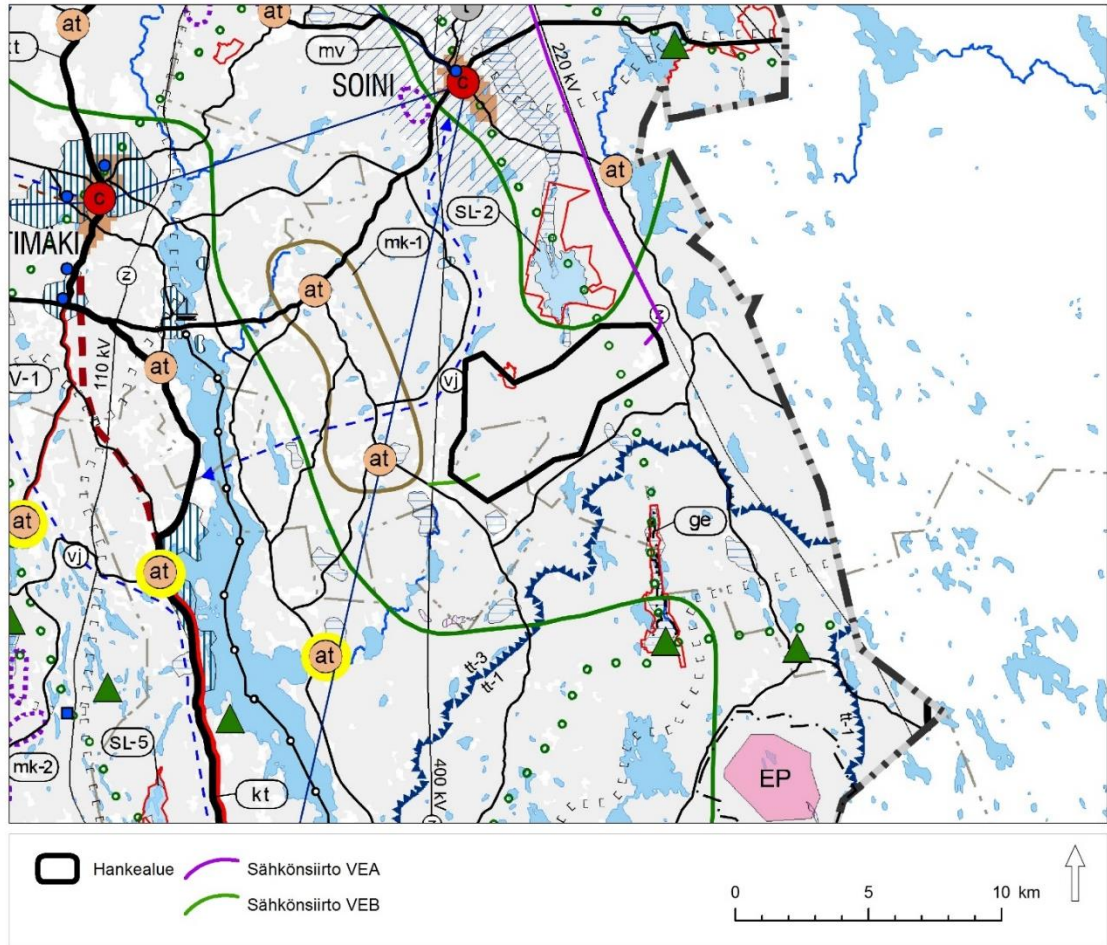 at
at
t
kt
mv
220 kV
SOINI
c
at
c
SL-2
TIMÄKI
mk-1
z
at
z
110 kV
V-1
at
vj
at
at
ge
vj
at
at
tt-3
tt-1
tt-1
SL-5
mk-2
400 kV
EP
kt
z
Hankealue
Sähkönsiirto VEA
Sähkönsiirto VEB
0 5 10 km